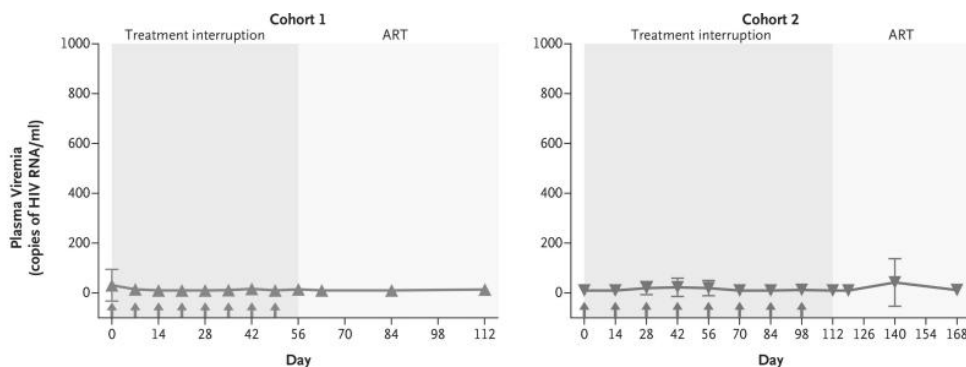 Cohort 1
Treatment interruption ART
1000
800
600
400
200
0
0 14 28 42 56 70 84 98 112
Day
Plasma Viremia
(copies of HIV RNA/ml)
Cohort 2
Treatment interruption ART
1000
800
600
400
200
0
0 14 28 42 56 70 84 98 112 126 140 154 168
Day